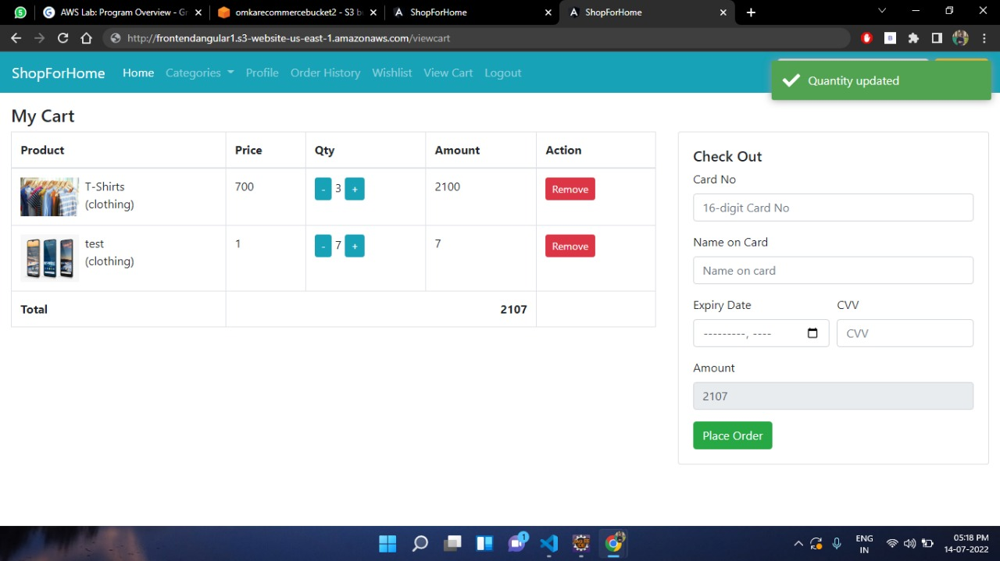 5
AWS Lab: Program Overview - Gr
omkarecommercebucket2 - S3 b
ShopForHome
ShopForHome
http://frontendangular1.s3-website-us-east-1.amazonaws.com/viewcart
B
ShopForHome
Home
Categories
Profile
Order History
Wishlist
View Cart
Logout
Quantity updated
My Cart
Product Price Qty Amount Action
T-Shirts
(clothing)
700
- 3 +
2100
Remove
test
(clothing)
1
- 7 +
7
Remove
Total 2107
Check Out
Card No
16-digit Card No
Name on Card
Name on card
Expiry Date CVV
---------, ---- CVV
Amount
2107
Place Order
1
ENG
IN
05:18 PM
14-07-2022